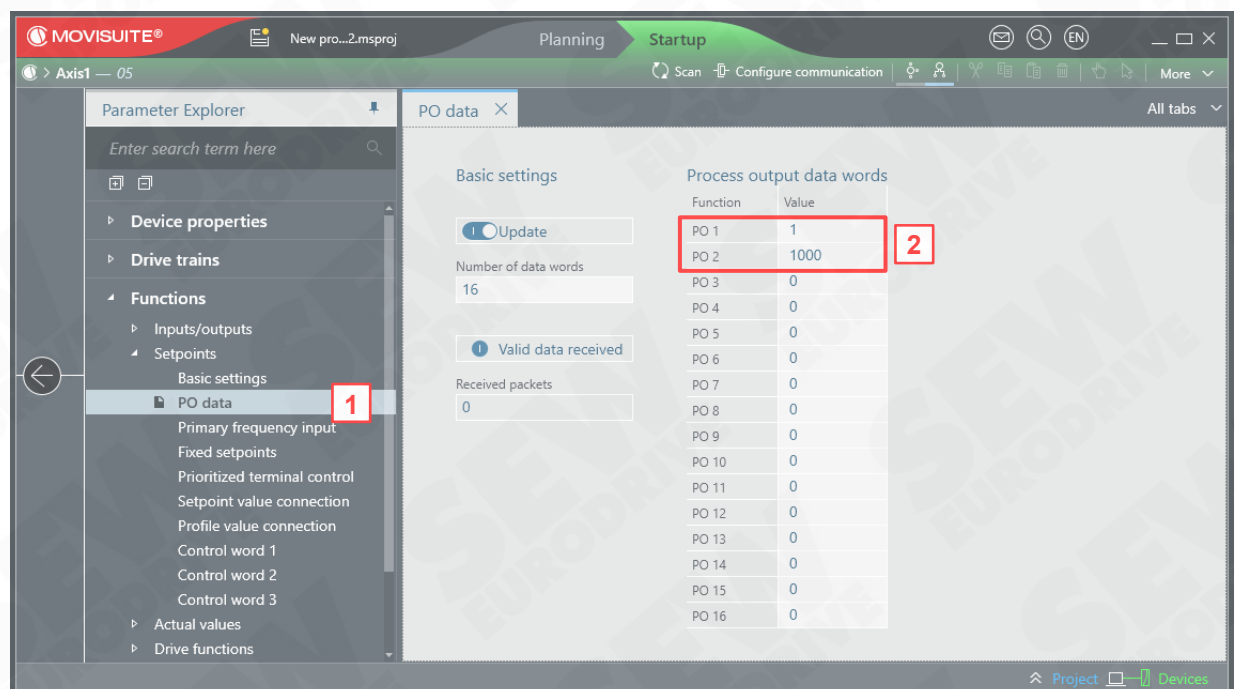 MOVISUITE® New pro...2.msproj Planning Startup EN
> Axis1 — 05 Scan Configure communication More
Parameter Explorer
Enter search term here
Device properties
Drive trains
Functions
Inputs/outputs
Setpoints
Basic settings
PO data 1
Primary frequency input
Fixed setpoints
Prioritized terminal control
Setpoint value connection
Profile value connection
Control word 1
Control word 2
Control word 3
Actual values
Drive functions
PO data All tabs
Basic settings
Update
Number of data words
16
Valid data received
Received packets
0
Process output data words
Function Value
PO 1 1
PO 2 1000
2
PO 3 0
PO 4 0
PO 5 0
PO 6 0
PO 7 0
PO 8 0
PO 9 0
PO 10 0
PO 11 0
PO 12 0
PO 13 0
PO 14 0
PO 15 0
PO 16 0
Project Devices
SEW
EURODRIVE